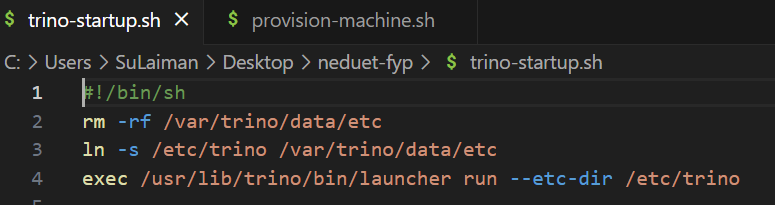 $ trino-startup.sh × $ provision-machine.sh
C: > Users > SuLaiman > Desktop > neduet-fyp > $ trino-startup.sh
1 #!/bin/sh
2 rm -rf /var/trino/data/etc
3 ln -s /etc/trino /var/trino/data/etc
4 exec /usr/lib/trino/bin/launcher run --etc-dir /etc/trino
5